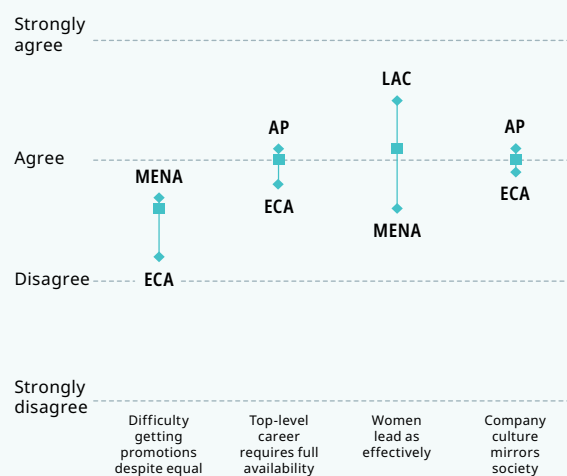 Strongly
agree
LAC
AP
AP
Agree
MENA
ECA
ECA
MENA
Disagree
ECA
Strongly
disagree
Difficulty
getting
promotions
despite equal
Top-level
career
requires full
availability
Women
lead as
effectively
Company
culture
mirrors
society